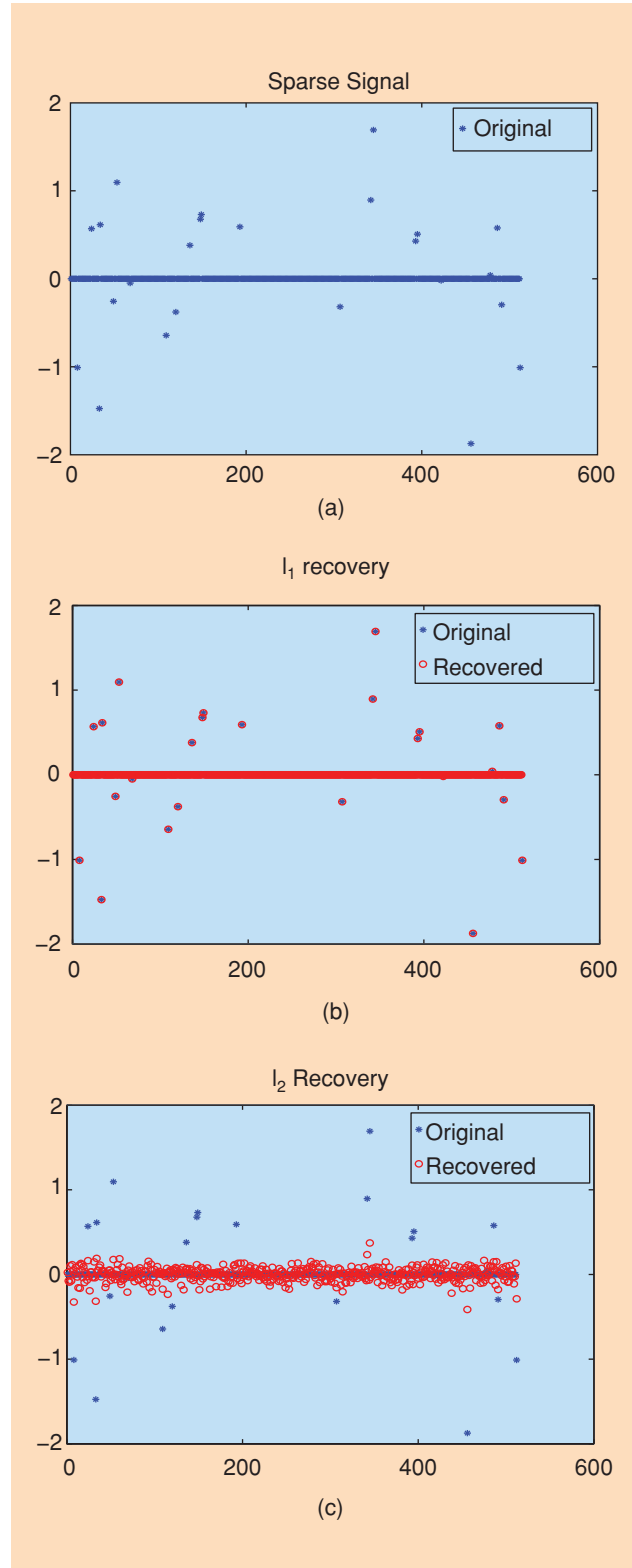 Sparse Signal
2
1
0
−1
−2
0
200
400
600
Original
(a)
l₁ recovery
2
1
0
−1
−2
0
200
400
600
Original
Recovered
(b)
l₂ Recovery
2
1
0
−1
−2
0
200
400
600
Original
Recovered
(c)